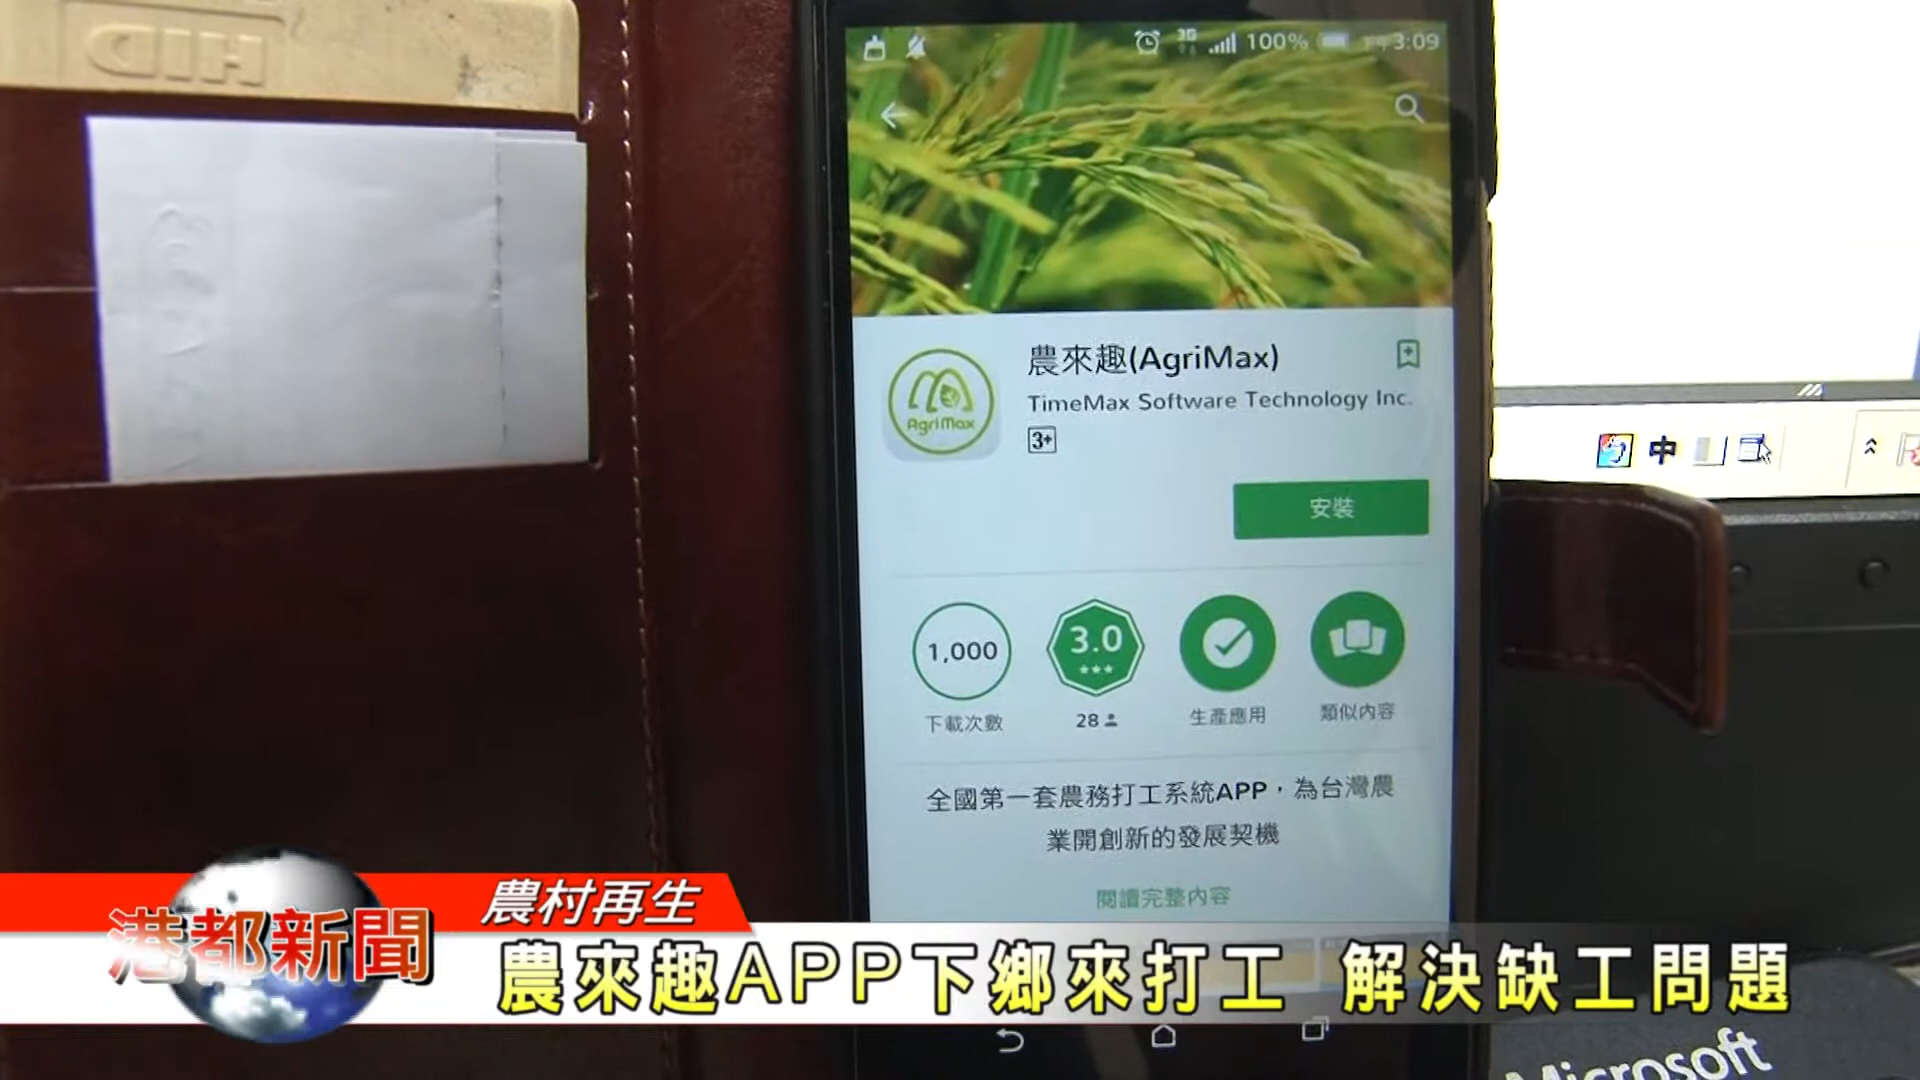 HID
3G
100%
下午3:09
農來趣(AgriMax)
TimeMax Software Technology Inc.
3+
AgriMax
安裝
1,000
3.0
下載次數
28
生產應用
類似內容
全國第一套農務打工系統APP，為台灣農
業開創新的發展契機
閱讀完整內容
中
農村再生
港都新聞
農來趣APP下鄉來打工 解決缺工問題
Microsoft